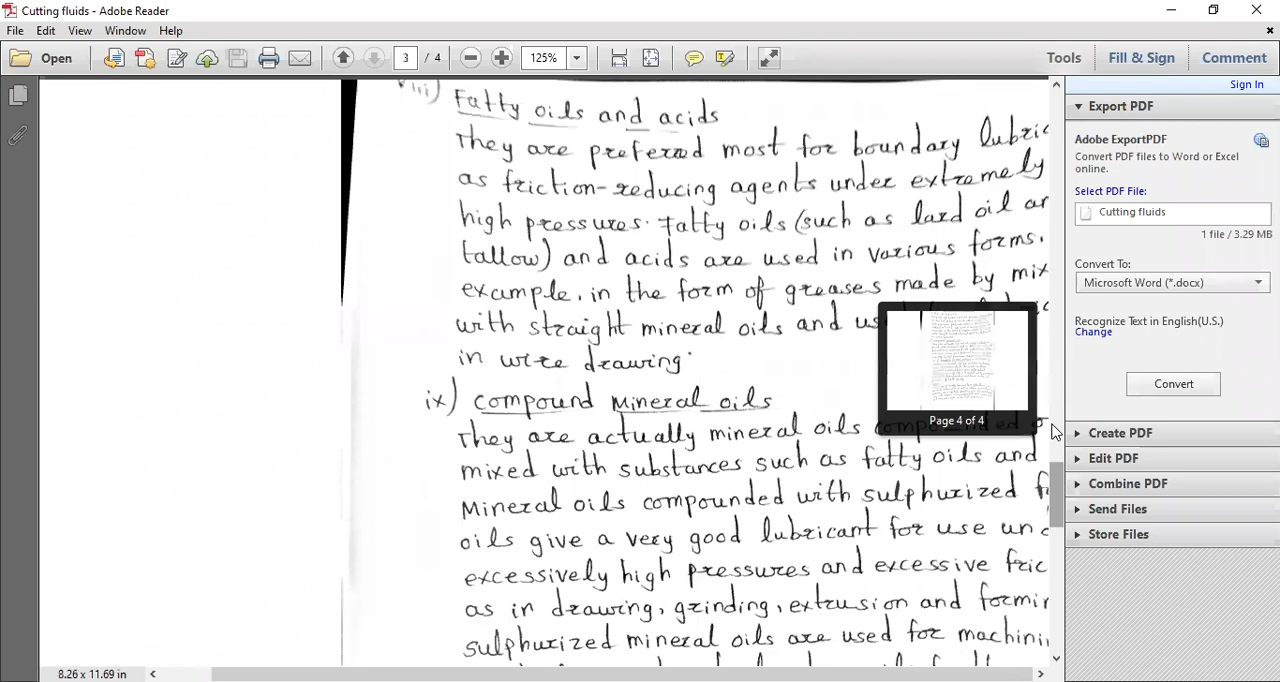 Cutting fluids - Adobe Reader
File Edit View Window Help
Open 3 / 4 125% Tools Fill & Sign Comment
Sign In
Export PDF
Adobe ExportPDF
Convert PDF files to Word or Excel
online.
Select PDF File:
Cutting fluids
1 file / 3.29 MB
Convert To:
Microsoft Word (*.docx)
Recognize Text in English(U.S.)
Change
Convert
Create PDF
Edit PDF
Combine PDF
Send Files
Store Files
Fatty oils and acids
They are preferred most for boundary lubric
as friction-reducing agents under extremely
high pressures. Fatty oils (such as lard oil ar
tallow) and acids are used in various forms.
example, in the form of greases made by mix
with straight mineral oils and us
in wire drawing.
ix) compound mineral oils
They are actually mineral oils
mixed with substances such as fatty oils and
Mineral oils compounded with sulphurized f
oils give a very good lubricant for use un
excessively high pressures and excessive fric
as in drawing, grinding, extrusion and formin
sulphurized mineral oils are used for machini
Page 4 of 4
8.26 x 11.69 in